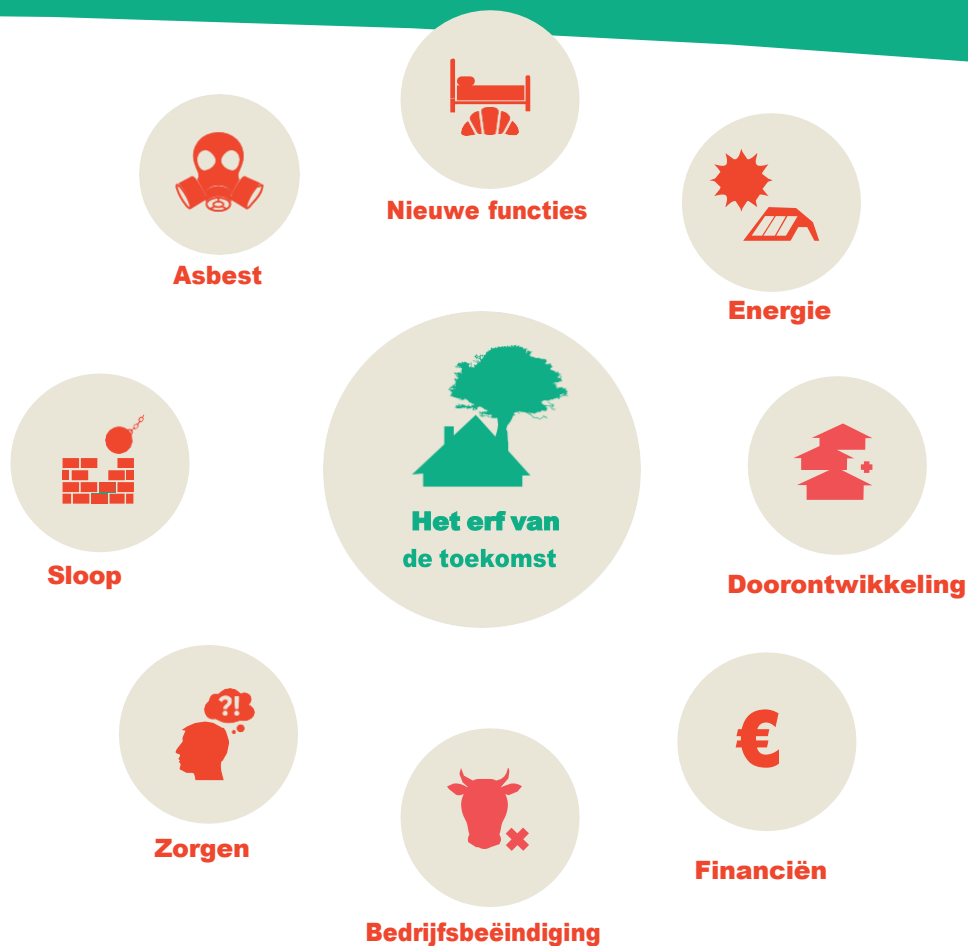 Nieuwe functies
Asbest
Energie
Het erf van
de toekomst
Sloop
Doorontwikkeling
?!
Zorgen
€
Financiën
Bedrijfsbeëindiging